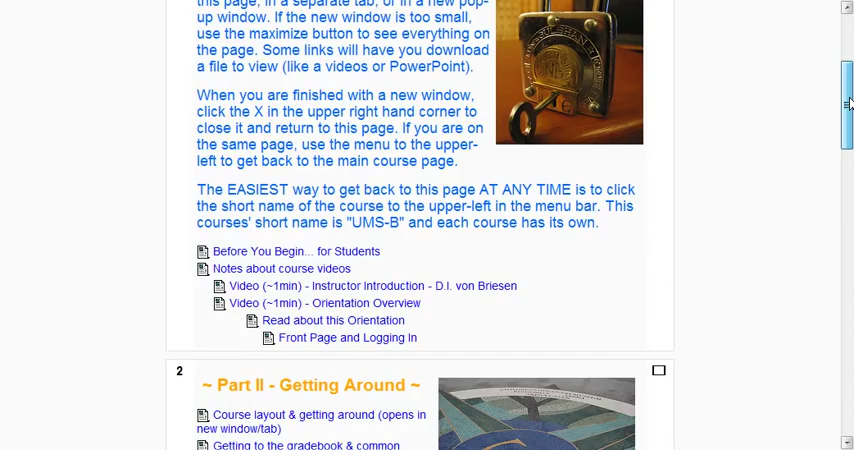 this page, in a separate tab, or in a new pop-
up window. If the new window is too small,
use the maximize button to see everything on
the page. Some links will have you download
a file to view (like a videos or PowerPoint).
When you are finished with a new window,
click the X in the upper right hand corner to
close it and return to this page. If you are on
the same page, use the menu to the upper-
left to get back to the main course page.
The EASIEST way to get back to this page AT ANY TIME is to click
the short name of the course to the upper-left in the menu bar. This
courses' short name is "UMS-B" and each course has its own.
Before You Begin... for Students
Notes about course videos
Video (~1min) - Instructor Introduction - D.I. von Briesen
Video (~1min) - Orientation Overview
Read about this Orientation
Front Page and Logging In
2
~ Part II - Getting Around ~
Course layout & getting around (opens in
new window/tab)
Getting to the gradebook & common